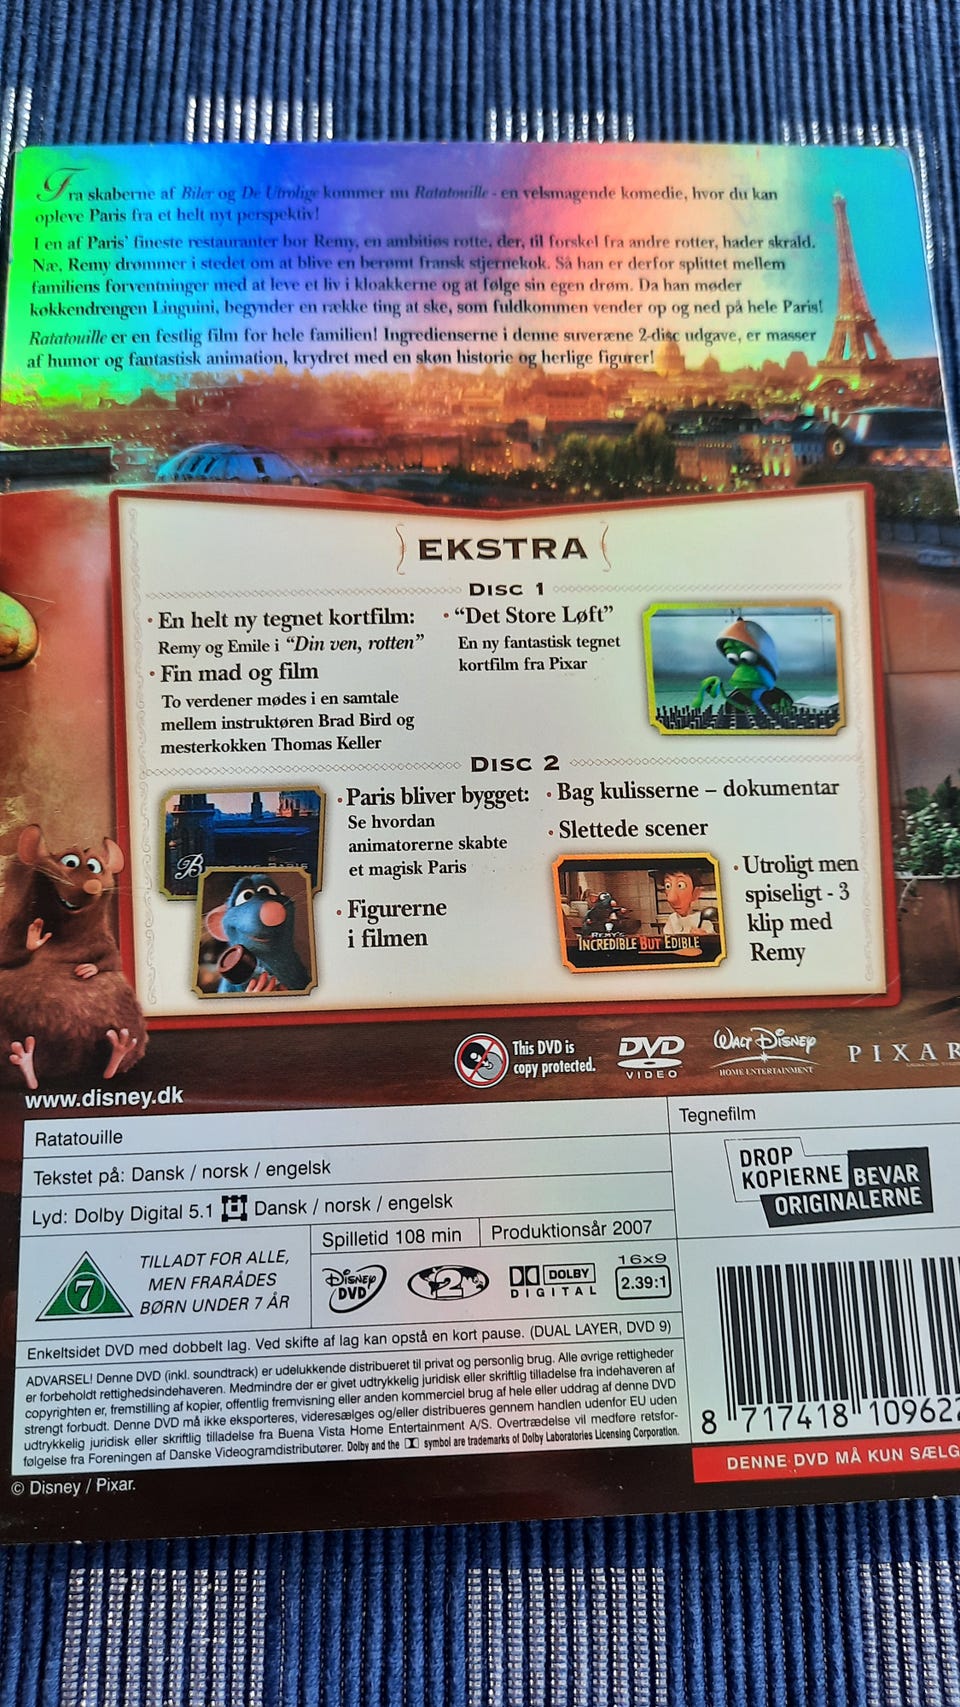 Fra skaberne af Biler og De Utrolige kommer nu Ratatouille - en velsmagende komedie, hvor du kan
opleve Paris fra et helt nyt perspektiv!
I en af Paris' fineste restauranter bor Remy, en ambitiøs rotte, der, til forskel fra andre rotter, hader skrald.
Næ, Remy drømmer i stedet om at blive en berømt fransk stjernekok. Så han er derfor splittet mellem
familiens forventninger med at leve et liv i kloakkerne og at følge sin egen drøm. Da han møder
køkkendrengen Linguini, begynder en række ting at ske, som fuldkommen vender op og ned på hele Paris!
Ratatouille er en festlig film for hele familien! Ingredienserne i denne suveræne 2-disc udgave, er masser
af humor og fantastisk animation, krydret med en skøn historie og herlige figurer!
EKSTRA
DISC 1
• En helt ny tegnet kortfilm:
Remy og Emile i "Din ven, rotten"
• Fin mad og film
To verdener mødes i en samtale
mellem instruktøren Brad Bird og
mesterkokken Thomas Keller
• "Det Store Løft"
En ny fantastisk tegnet
kortfilm fra Pixar
DISC 2
• Paris bliver bygget:
Se hvordan
animatorerne skabte
et magisk Paris
• Figurerne
i filmen
• Bag kulisserne – dokumentar
• Slettede scener
REMY'S
INCREDIBLE BUT EDIBLE
• Utroligt men
spiseligt - 3
klip med
Remy
This DVD is
copy protected.
DVD
VIDEO
WALT DISNEY
HOME ENTERTAINMENT
PIXAR
www.disney.dk
Ratatouille
Tegnefilm
Tekstet på: Dansk / norsk / engelsk
Lyd: Dolby Digital 5.1 Dansk / norsk / engelsk
DROP
KOPIERNE BEVAR
ORIGINALERNE
7
TILLADT FOR ALLE,
MEN FRARÅDES
BØRN UNDER 7 ÅR
Spilletid 108 min
Produktionsår 2007
DISNEY
DVD
2
DOLBY
DIGITAL
16x9
2.39:1
Enkeltsidet DVD med dobbelt lag. Ved skifte af lag kan opstå en kort pause. (DUAL LAYER, DVD 9)
ADVARSEL! Denne DVD (inkl. soundtrack) er udelukkende distribueret til privat og personlig brug. Alle øvrige rettigheder
er forbeholdt rettighedsindehaveren. Medmindre der er givet udtrykkelig juridisk eller skriftlig tilladelse fra indehaveren af
copyrighten er, fremstilling af kopier, offentlig fremvisning eller anden kommerciel brug af hele eller uddrag af denne DVD
strengt forbudt. Denne DVD må ikke eksporteres, videresælges og/eller distribueres gennem handlen udenfor EU uden
udtrykkelig juridisk eller skriftlig tilladelse fra Buena Vista Home Entertainment A/S. Overtrædelse vil medføre retsfor-
følgelse fra Foreningen af Danske Videogramdistributører. Dolby and the symbol are trademarks of Dolby Laboratories Licensing Corporation.
8 717418 109622
DENNE DVD MÅ KUN SÆLG
© Disney / Pixar.